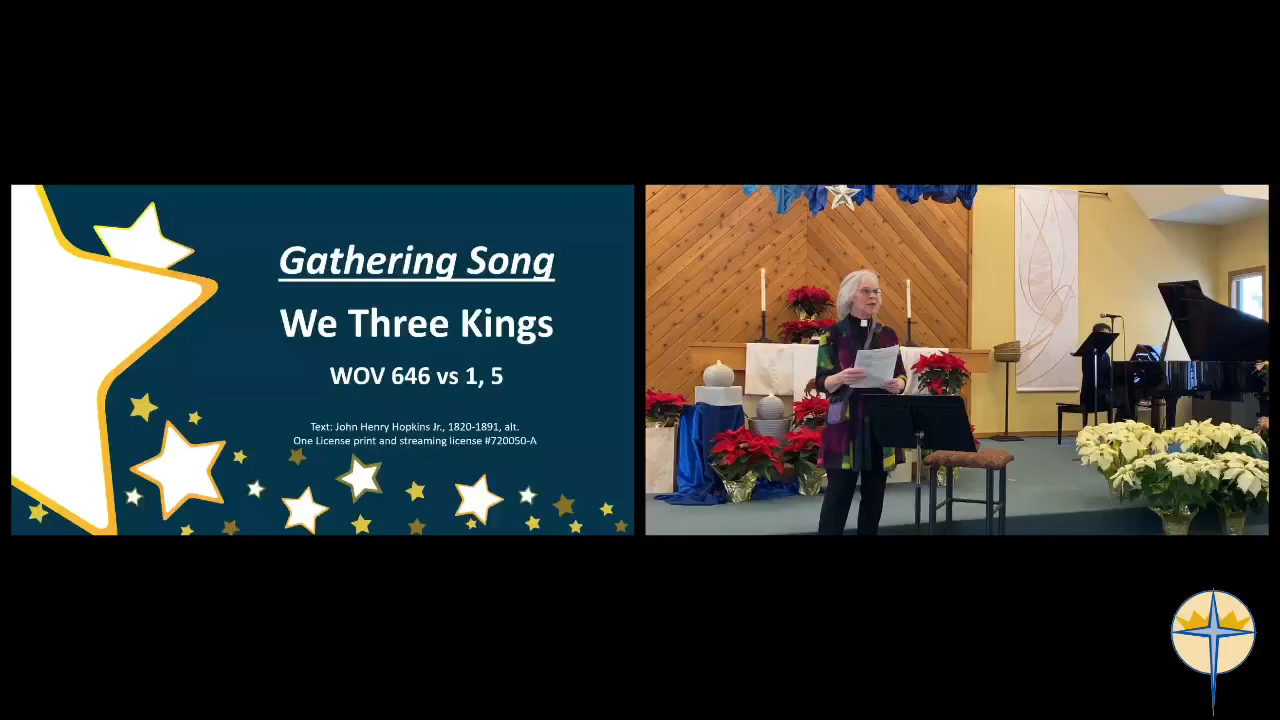 Gathering Song
We Three Kings
WOV 646 vs 1, 5
Text: John Henry Hopkins Jr., 1820-1891, alt.
One License print and streaming license #720050-A